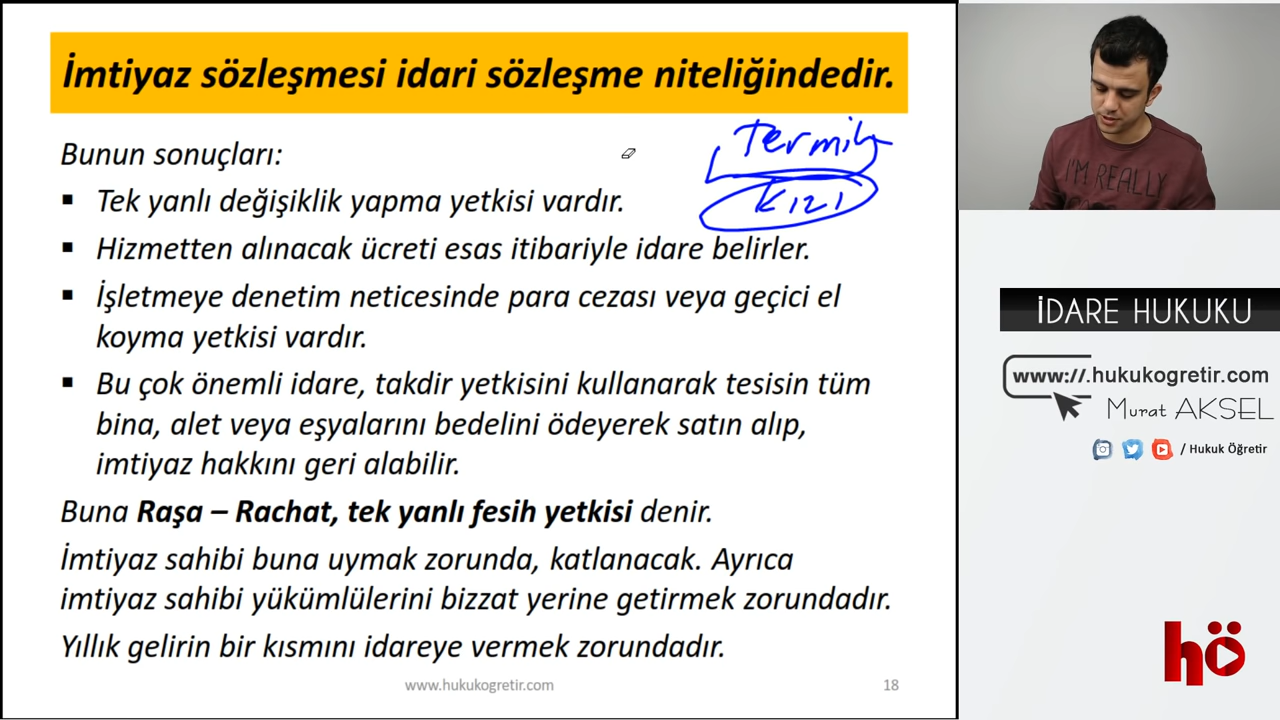 İmtiyaz sözleşmesi idari sözleşme niteliğindedir.
Bunun sonuçları:
Termik
Kızı
▪ Tek yanlı değişiklik yapma yetkisi vardır.
▪ Hizmetten alınacak ücreti esas itibariyle idare belirler.
▪ İşletmeye denetim neticesinde para cezası veya geçici el
koyma yetkisi vardır.
▪ Bu çok önemli idare, takdir yetkisini kullanarak tesisin tüm
bina, alet veya eşyalarını bedelini ödeyerek satın alıp,
imtiyaz hakkını geri alabilir.
Buna Raşa – Rachat, tek yanlı fesih yetkisi denir.
İmtiyaz sahibi buna uymak zorunda, katlanacak. Ayrıca
imtiyaz sahibi yükümlülerini bizzat yerine getirmek zorundadır.
Yıllık gelirin bir kısmını idareye vermek zorundadır.
www.hukukogretir.com
18
I'M REALLY
İDARE HUKUKU
www://.hukukogretir.com
Murat AKSEL
/ Hukuk Öğretir
hö